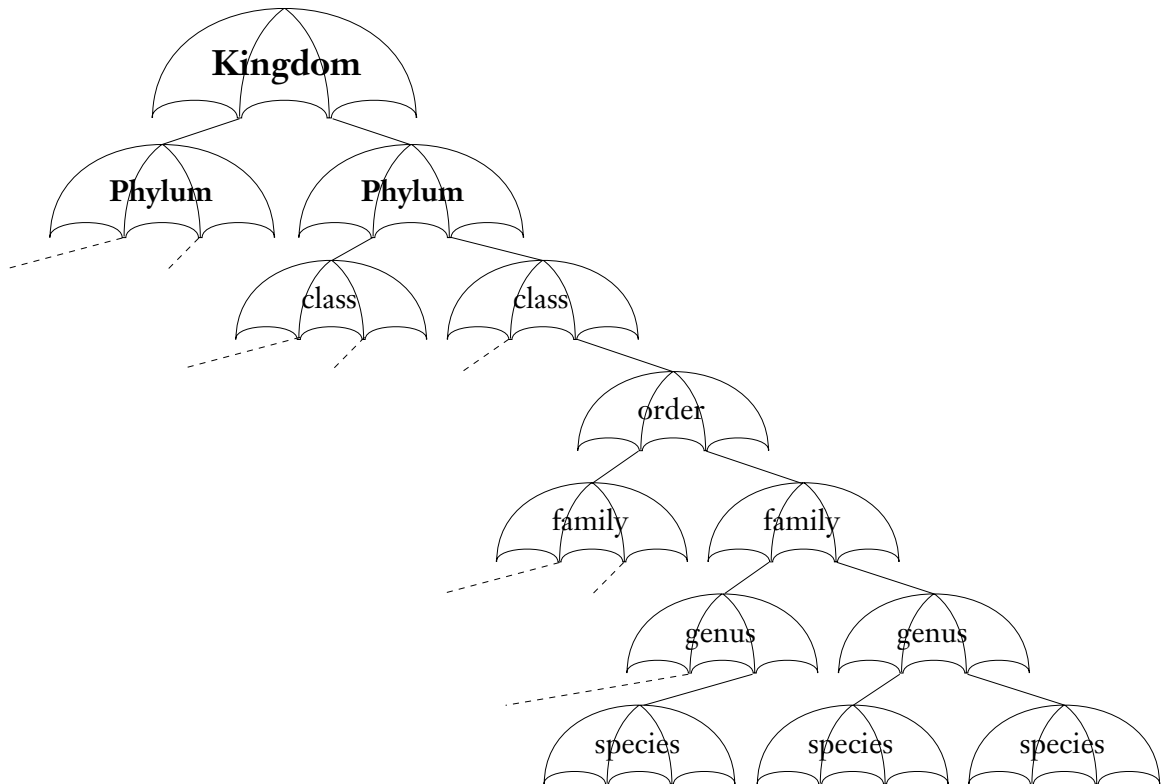 Kingdom
Phylum Phylum
class class
order
family family
genus genus
species species species